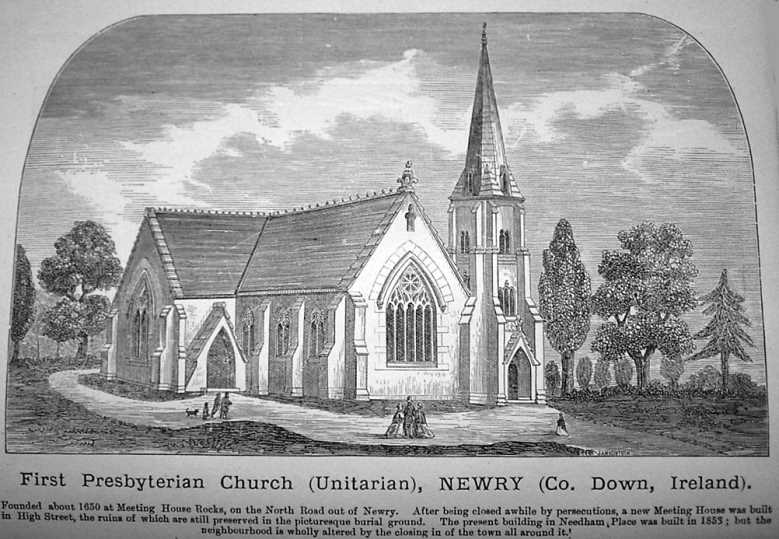 First Presbyterian Church (Unitarian), NEWRY (Co. Down, Ireland).
Founded about 1650 at Meeting House Rocks, on the North Road out of Newry. After being closed awhile by persecutions, a new Meeting House was built
in High Street, the ruins of which are still preserved in the picturesque burial ground. The present building in Needham Place was built in 1853; but the
neighbourhood is wholly altered by the closing in of the town all around it.'